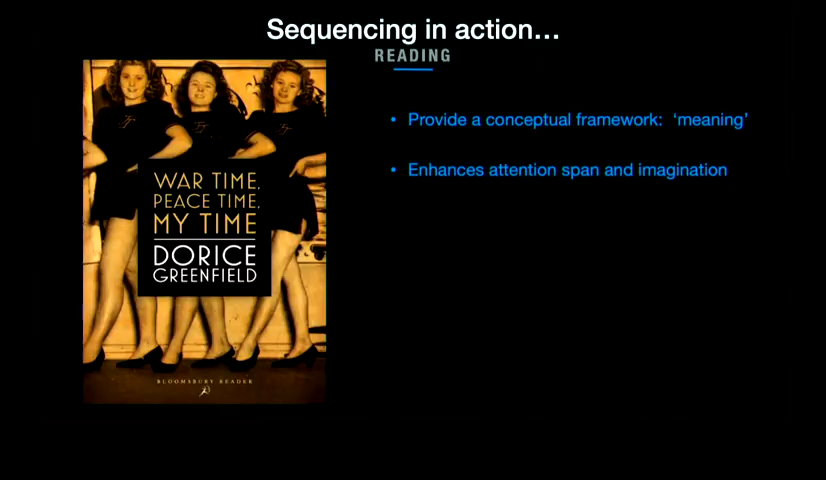 Sequencing in action…
READING
WAR TIME,
PEACE TIME,
MY TIME
DORICE
GREENFIELD
BLOOMSBURY READER
• Provide a conceptual framework: ‘meaning’
• Enhances attention span and imagination